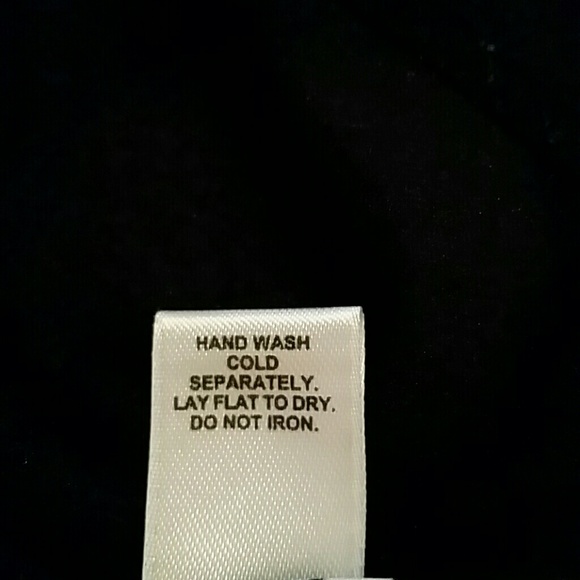 HAND WASH
COLD
SEPARATELY.
LAY FLAT TO DRY.
DO NOT IRON.